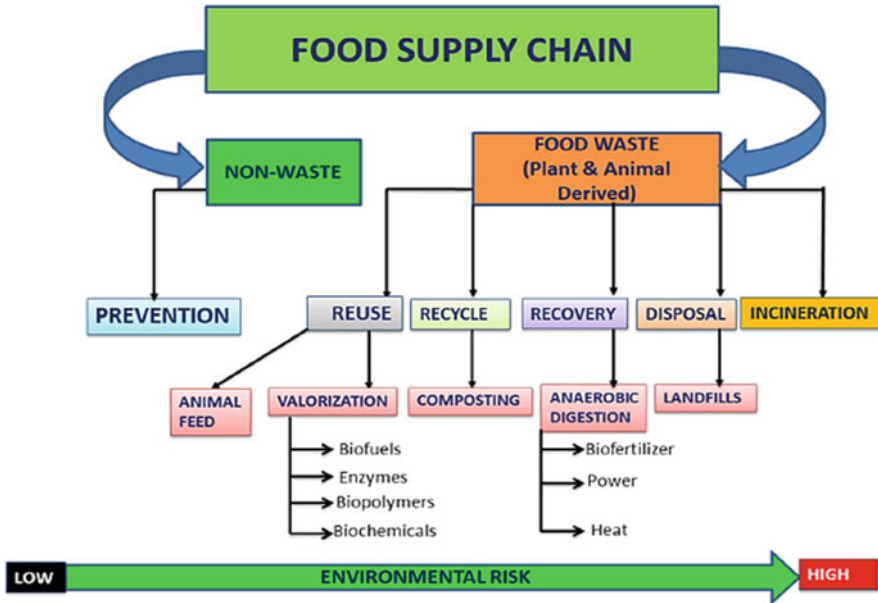 FOOD SUPPLY CHAIN
NON-WASTE
FOOD WASTE
(Plant & Animal
Derived)
PREVENTION
REUSE
RECYCLE
RECOVERY
DISPOSAL
INCINERATION
ANIMAL
FEED
VALORIZATION
COMPOSTING
ANAEROBIC
DIGESTION
LANDFILLS
Biofuels
Enzymes
Biopolymers
Biochemicals
Biofertilizer
Power
Heat
LOW
ENVIRONMENTAL RISK
HIGH